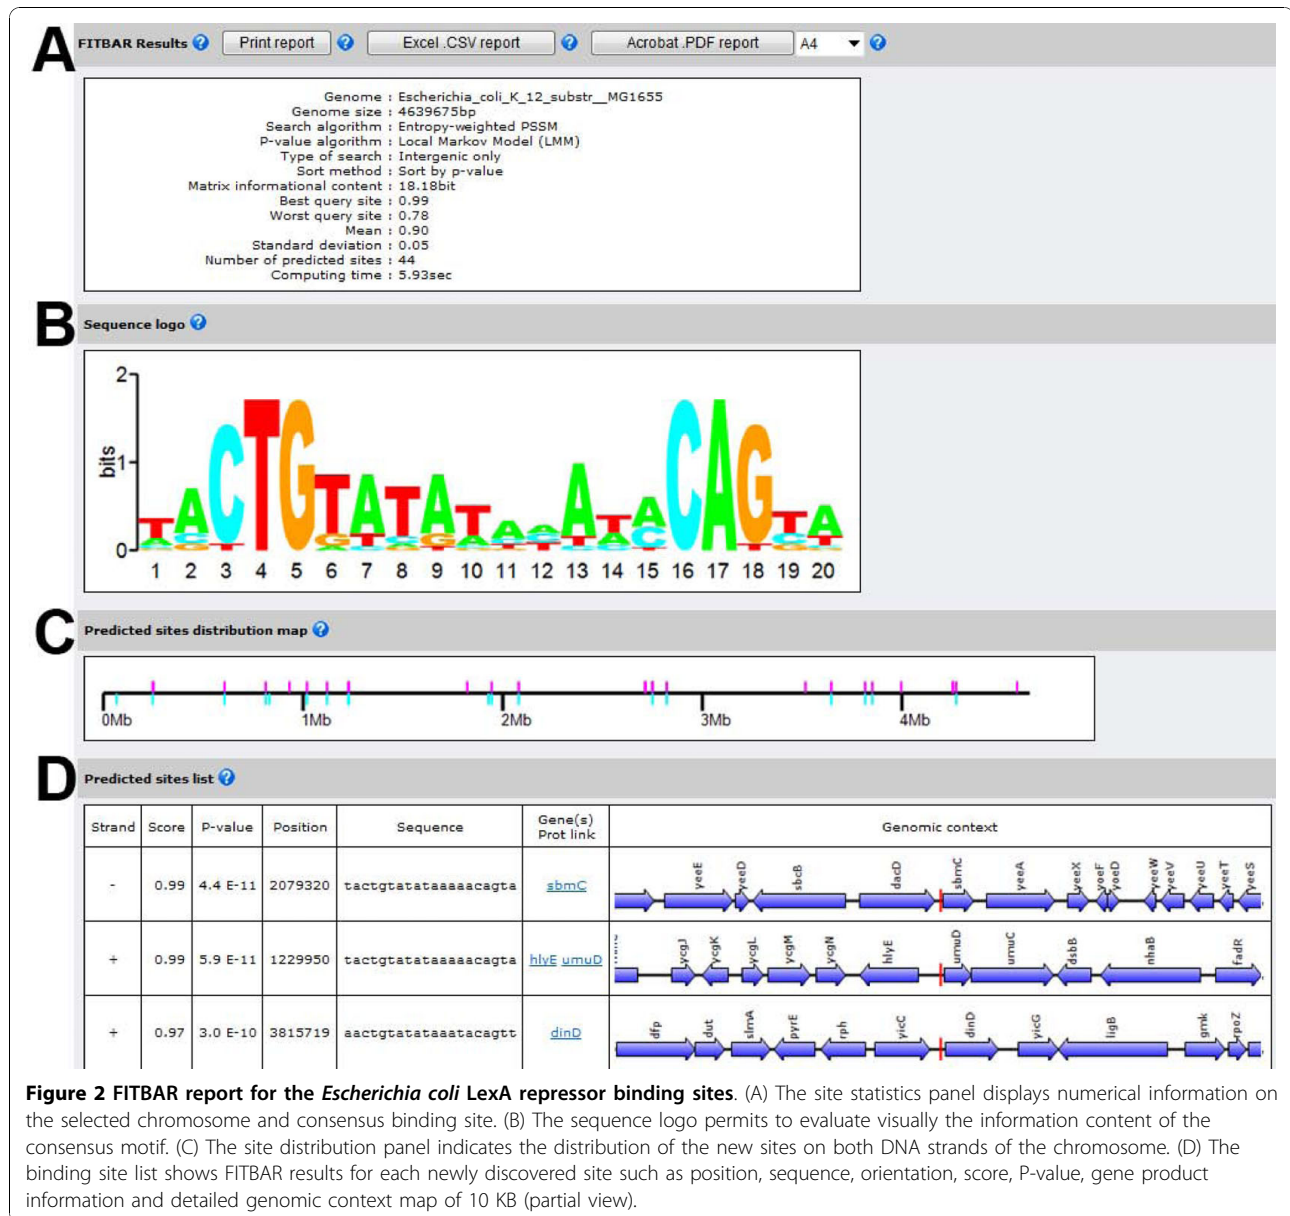 A
FITBAR Results ? Print report ? Excel .CSV report ? Acrobat .PDF report A4 ?
Genome : Escherichia_coli_K_12_substr__MG1655
Genome size : 4639675bp
Search algorithm : Entropy-weighted PSSM
P-value algorithm : Local Markov Model (LMM)
Type of search : Intergenic only
Sort method : Sort by p-value
Matrix informational content : 18.18bit
Best query site : 0.99
Worst query site : 0.78
Mean : 0.90
Standard deviation : 0.05
Number of predicted sites : 44
Computing time : 5.93sec
B
Sequence logo ?
2
bits
1
0
TACTGTATATAAATACAGTA
1 2 3 4 5 6 7 8 9 10 11 12 13 14 15 16 17 18 19 20
C
Predicted sites distribution map ?
0Mb 1Mb 2Mb 3Mb 4Mb
D
Predicted sites list ?
Strand Score P-value Position Sequence Gene(s) Prot link Genomic context
- 0.99 4.4 E-11 2079320 tactgtatataaaaacagta sbmC
yeeE yeeD sbcB dacD sbmC yeeA yeeX yoeF yoeD yeeW yeeV yeeU yeeT yeeS
+ 0.99 5.9 E-11 1229950 tactgtatataaaaacagta hlyE umuD
ycgJ ycgK ycgL ycgM ycgN hlyE umuD umuC dsbB nhaB fadR
+ 0.97 3.0 E-10 3815719 aactgtatataaatacagtt dinD
dfp dut slmA pyrE rph yicC dinD yicG ligB gmk rpoZ
Figure 2 FITBAR report for the Escherichia coli LexA repressor binding sites. (A) The site statistics panel displays numerical information on
the selected chromosome and consensus binding site. (B) The sequence logo permits to evaluate visually the information content of the
consensus motif. (C) The site distribution panel indicates the distribution of the new sites on both DNA strands of the chromosome. (D) The
binding site list shows FITBAR results for each newly discovered site such as position, sequence, orientation, score, P-value, gene product
information and detailed genomic context map of 10 KB (partial view).